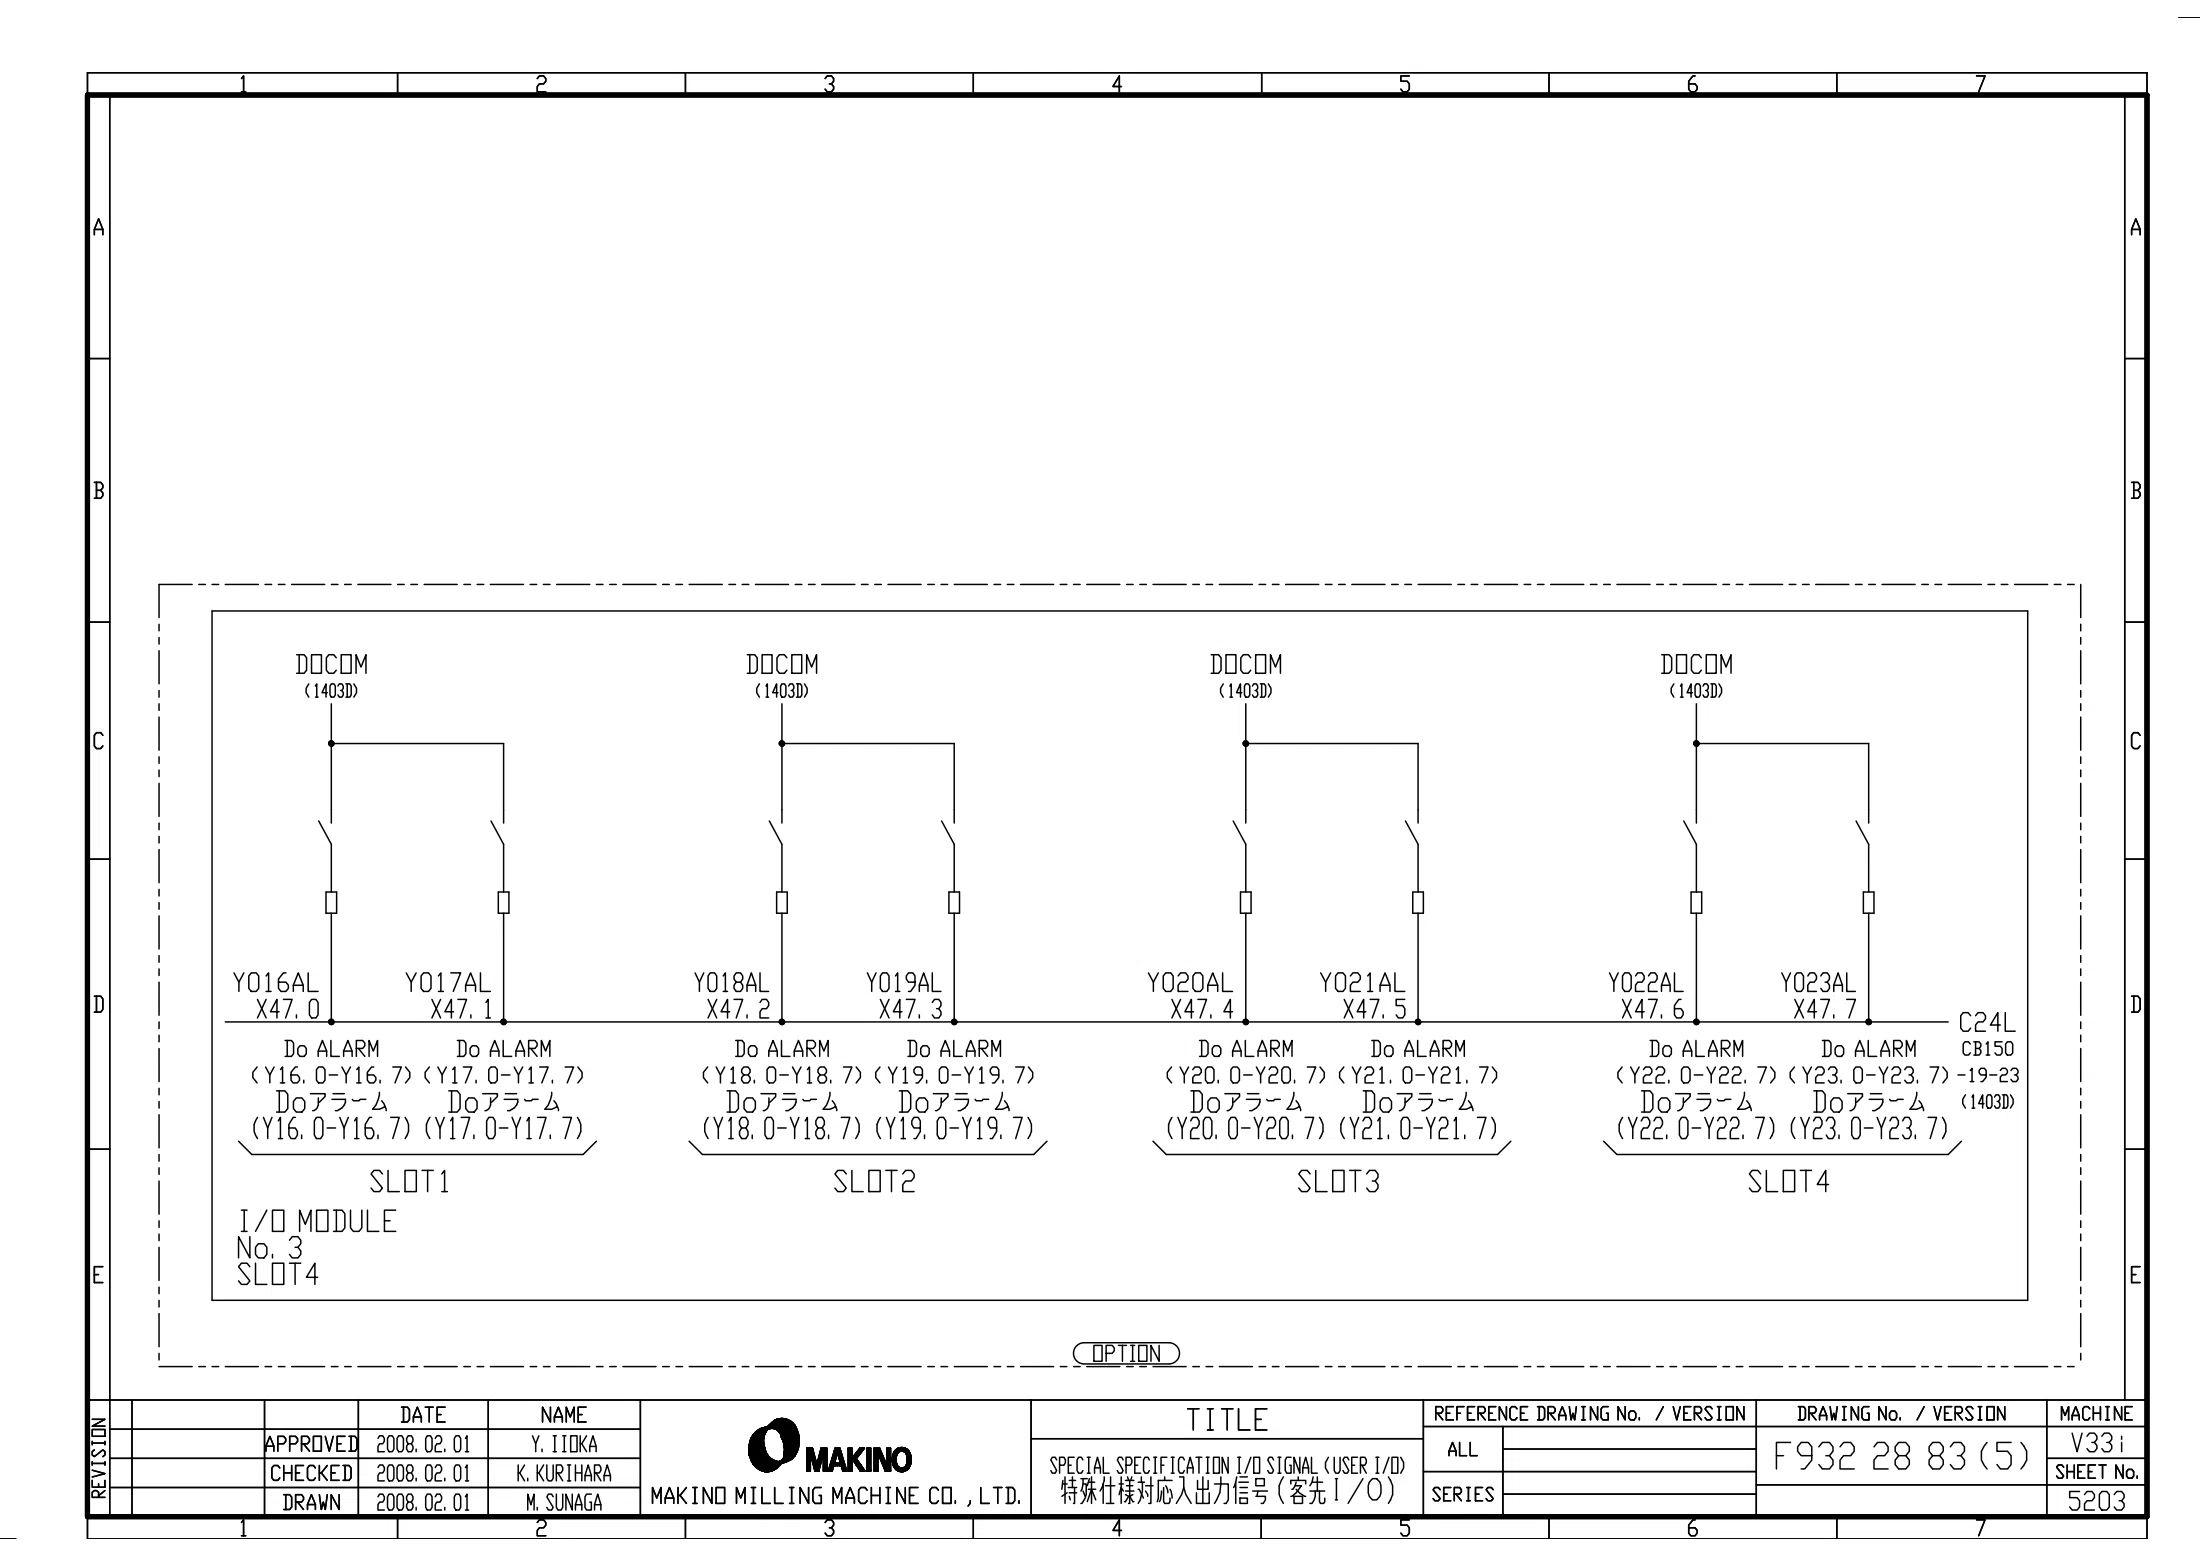 1 2 3 4 5 6 7
A A
B B
C C
D D
E E
DOCOM DOCOM DOCOM DOCOM
(1403D) (1403D) (1403D) (1403D)
Y016AL Y017AL Y018AL Y019AL Y020AL Y021AL Y022AL Y023AL
X47.0 X47.1 X47.2 X47.3 X47.4 X47.5 X47.6 X47.7
C24L
CB150
-19-23
(1403D)
Do ALARM Do ALARM Do ALARM Do ALARM Do ALARM Do ALARM Do ALARM Do ALARM
(Y16.0-Y16.7) (Y17.0-Y17.7) (Y18.0-Y18.7) (Y19.0-Y19.7) (Y20.0-Y20.7) (Y21.0-Y21.7) (Y22.0-Y22.7) (Y23.0-Y23.7)
Doアラーム Doアラーム Doアラーム Doアラーム Doアラーム Doアラーム Doアラーム Doアラーム
(Y16.0-Y16.7) (Y17.0-Y17.7) (Y18.0-Y18.7) (Y19.0-Y19.7) (Y20.0-Y20.7) (Y21.0-Y21.7) (Y22.0-Y22.7) (Y23.0-Y23.7)
SLOT1 SLOT2 SLOT3 SLOT4
I/O MODULE
No.3
SLOT4
OPTION
REVISION
DATE NAME
APPROVED 2008.02.01 Y.IIOKA
CHECKED 2008.02.01 K.KURIHARA
DRAWN 2008.02.01 M.SUNAGA
MAKINO
MAKINO MILLING MACHINE CO.,LTD.
TITLE
SPECIAL SPECIFICATION I/O SIGNAL(USER I/O)
特殊仕様対応入出力信号(客先I/O)
REFERENCE DRAWING No. / VERSION
ALL
SERIES
DRAWING No. / VERSION
F932 28 83(5)
MACHINE
V33i
SHEET No.
5203
1 2 3 4 5 6 7